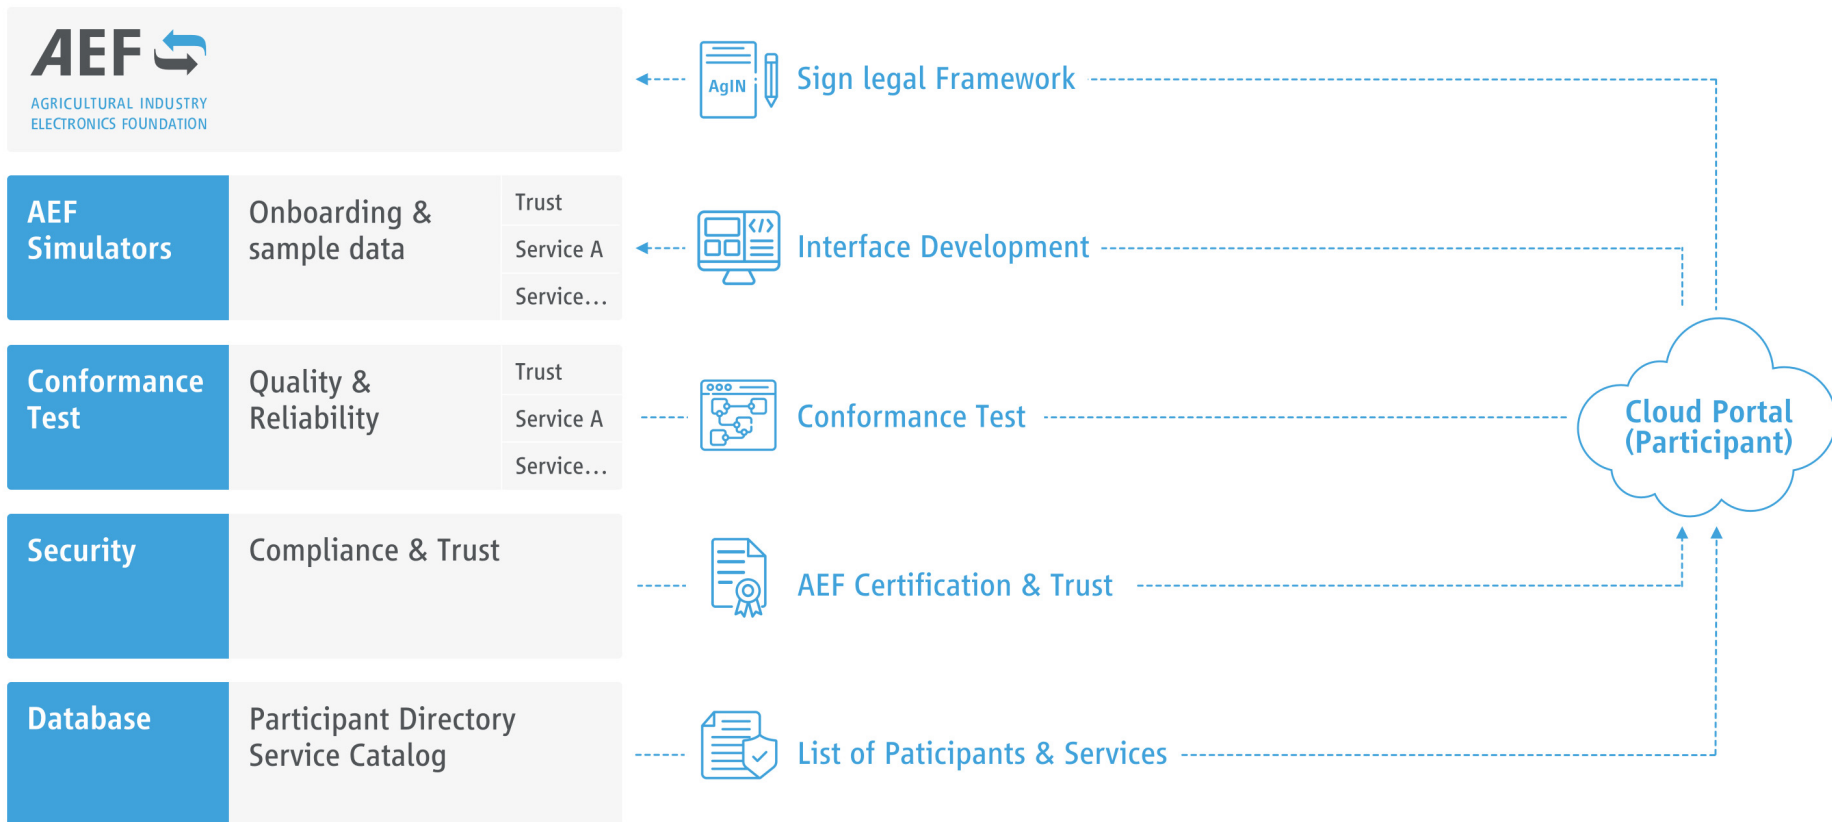 AEF
AGRICULTURAL INDUSTRY
ELECTRONICS FOUNDATION
AgIN
Sign legal Framework
AEF
Simulators
Onboarding &
sample data
Trust
Service A
Service...
</>
Interface Development
Conformance
Test
Quality &
Reliability
Trust
Service A
Service...
Conformance Test
Cloud Portal
(Participant)
Security
Compliance & Trust
AEF Certification & Trust
Database
Participant Directory
Service Catalog
List of Paticipants & Services